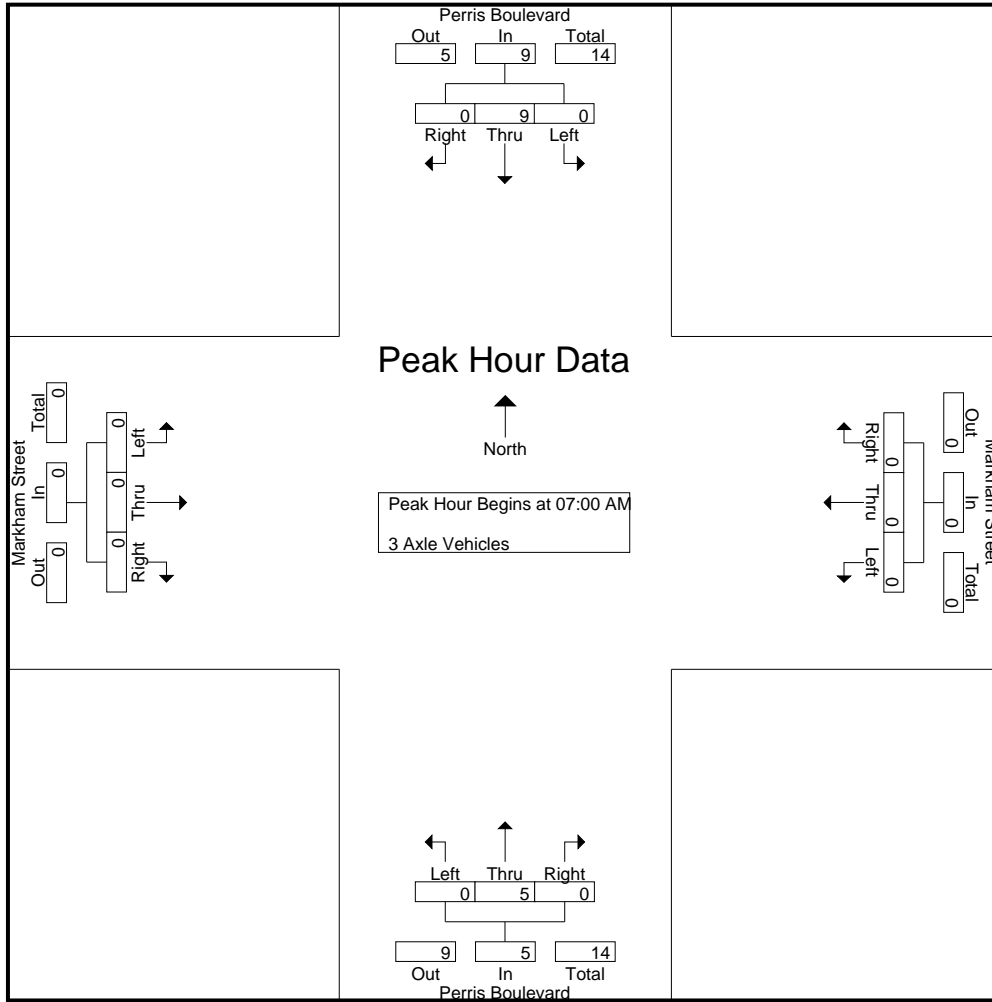 Perris Boulevard
Out In Total
5 9 14
0 9 0
Right Thru Left
Peak Hour Data
North
Peak Hour Begins at 07:00 AM
3 Axle Vehicles
Markham Street
Total In Out
0 0 0
0 0 0
Left Thru Right
Markham Street
Out In Total
0 0 0
0 0 0
Right Thru Left
Left Thru Right
0 5 0
9 5 14
Out In Total
Perris Boulevard